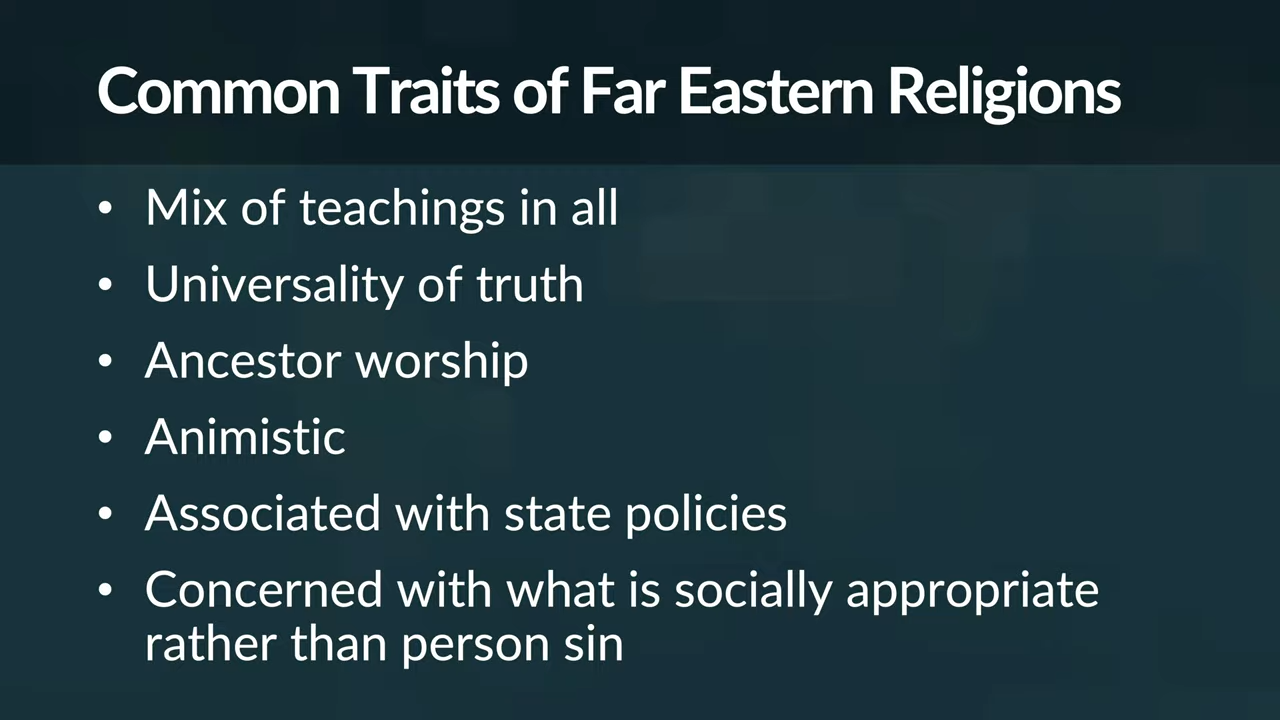 Common Traits of Far Eastern Religions
• Mix of teachings in all
• Universality of truth
• Ancestor worship
• Animistic
• Associated with state policies
• Concerned with what is socially appropriate
rather than person sin